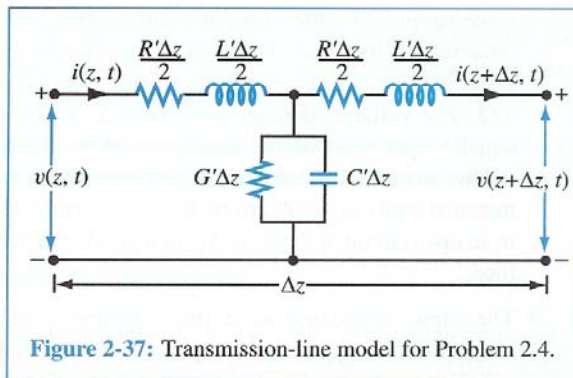 R′Δz/2 L′Δz/2 R′Δz/2 L′Δz/2
i(z, t) i(z+Δz, t)
+ +
G′Δz C′Δz
υ(z, t) υ(z+Δz, t)
− −
Δz
Figure 2-37: Transmission-line model for Problem 2.4.